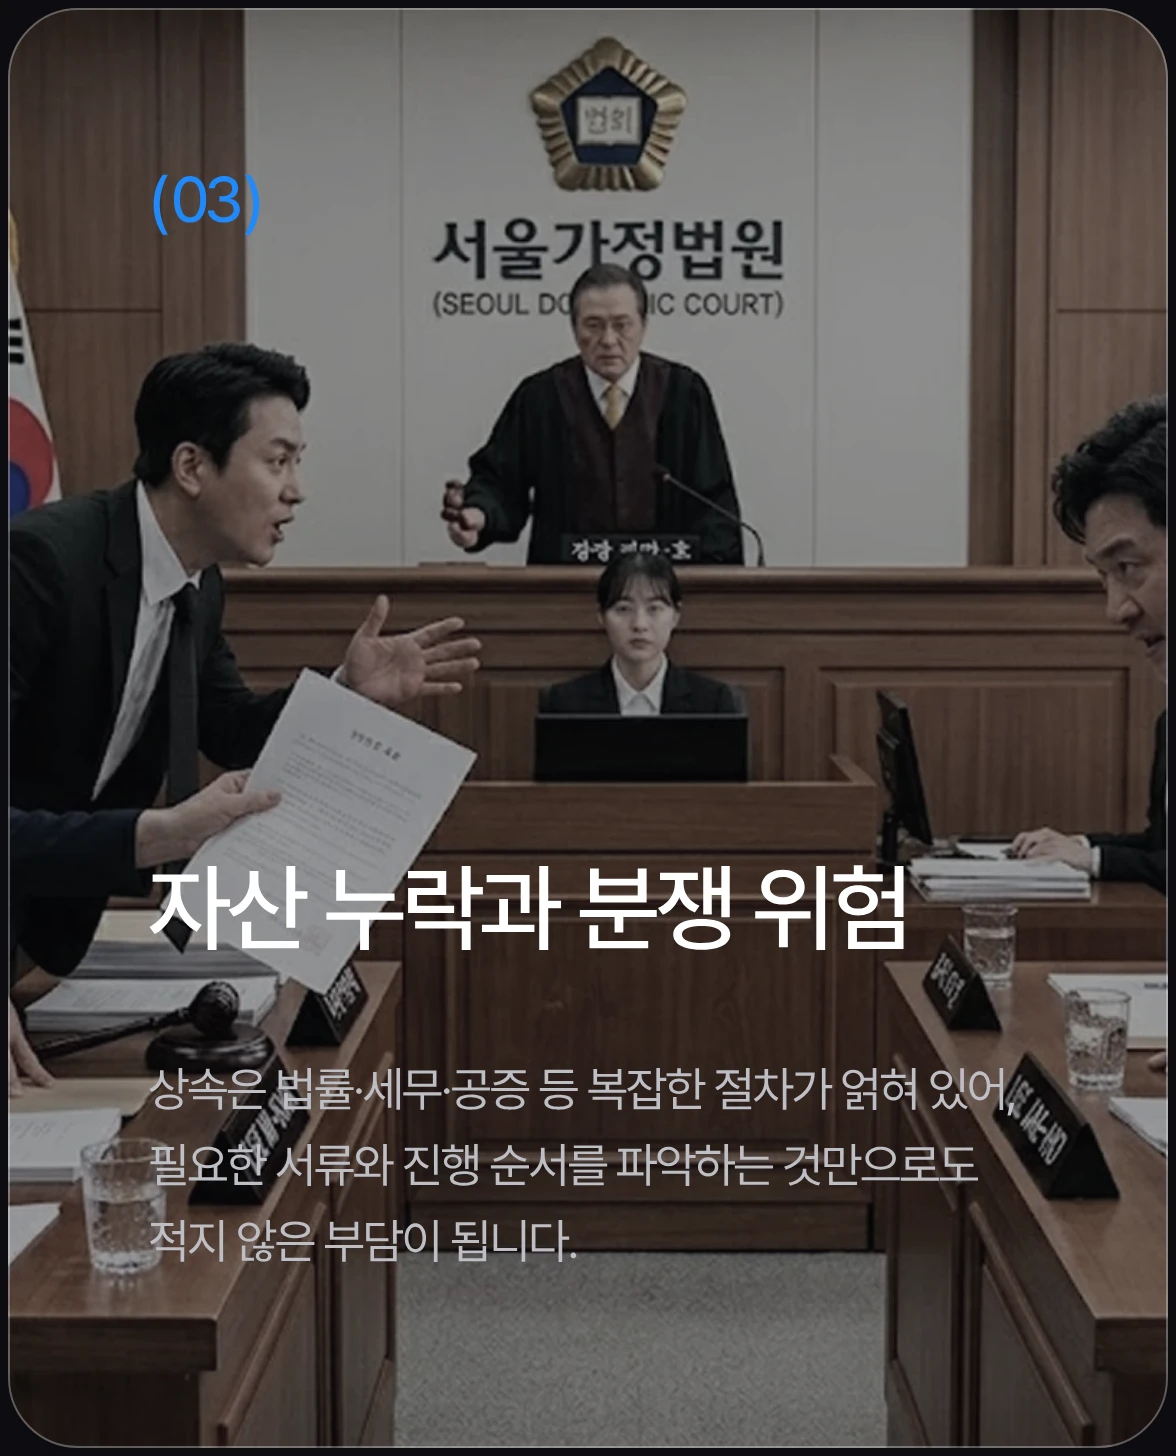 (03)
서울가정법원
(SEOUL DO IC COURT)
자산 누락과 분쟁 위험
상속은 법률·세무·공증 등 복잡한 절차가 얽혀 있어,
필요한 서류와 진행 순서를 파악하는 것만으로도
적지 않은 부담이 됩니다.